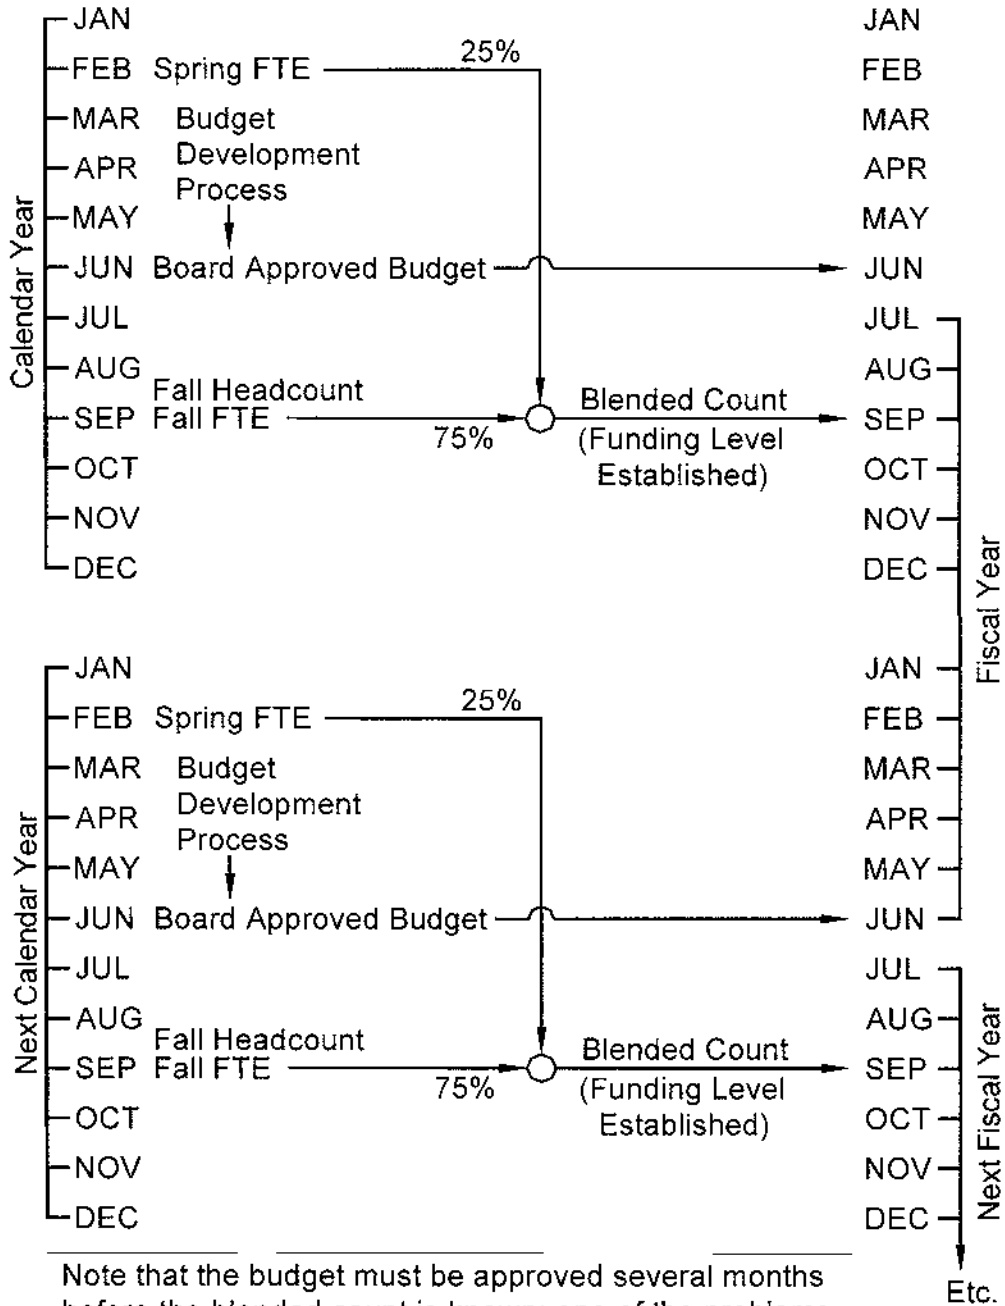 JAN
FEB Spring FTE 25%
MAR Budget
Development
APR
Process
MAY
JUN Board Approved Budget
JUL
AUG
Fall Headcount
SEP Fall FTE 75%
Blended Count
(Funding Level
Established)
OCT
NOV
DEC
Calendar Year
JAN
FEB
MAR
APR
MAY
JUN
JUL
AUG
SEP
OCT
NOV
DEC
Fiscal Year
JAN
FEB Spring FTE 25%
MAR Budget
Development
APR
Process
MAY
JUN Board Approved Budget
JUL
AUG
Fall Headcount
SEP Fall FTE 75%
Blended Count
(Funding Level
Established)
OCT
NOV
DEC
Next Calendar Year
JAN
FEB
MAR
APR
MAY
JUN
JUL
AUG
SEP
OCT
NOV
DEC
Next Fiscal Year
Etc.
Note that the budget must be approved several months